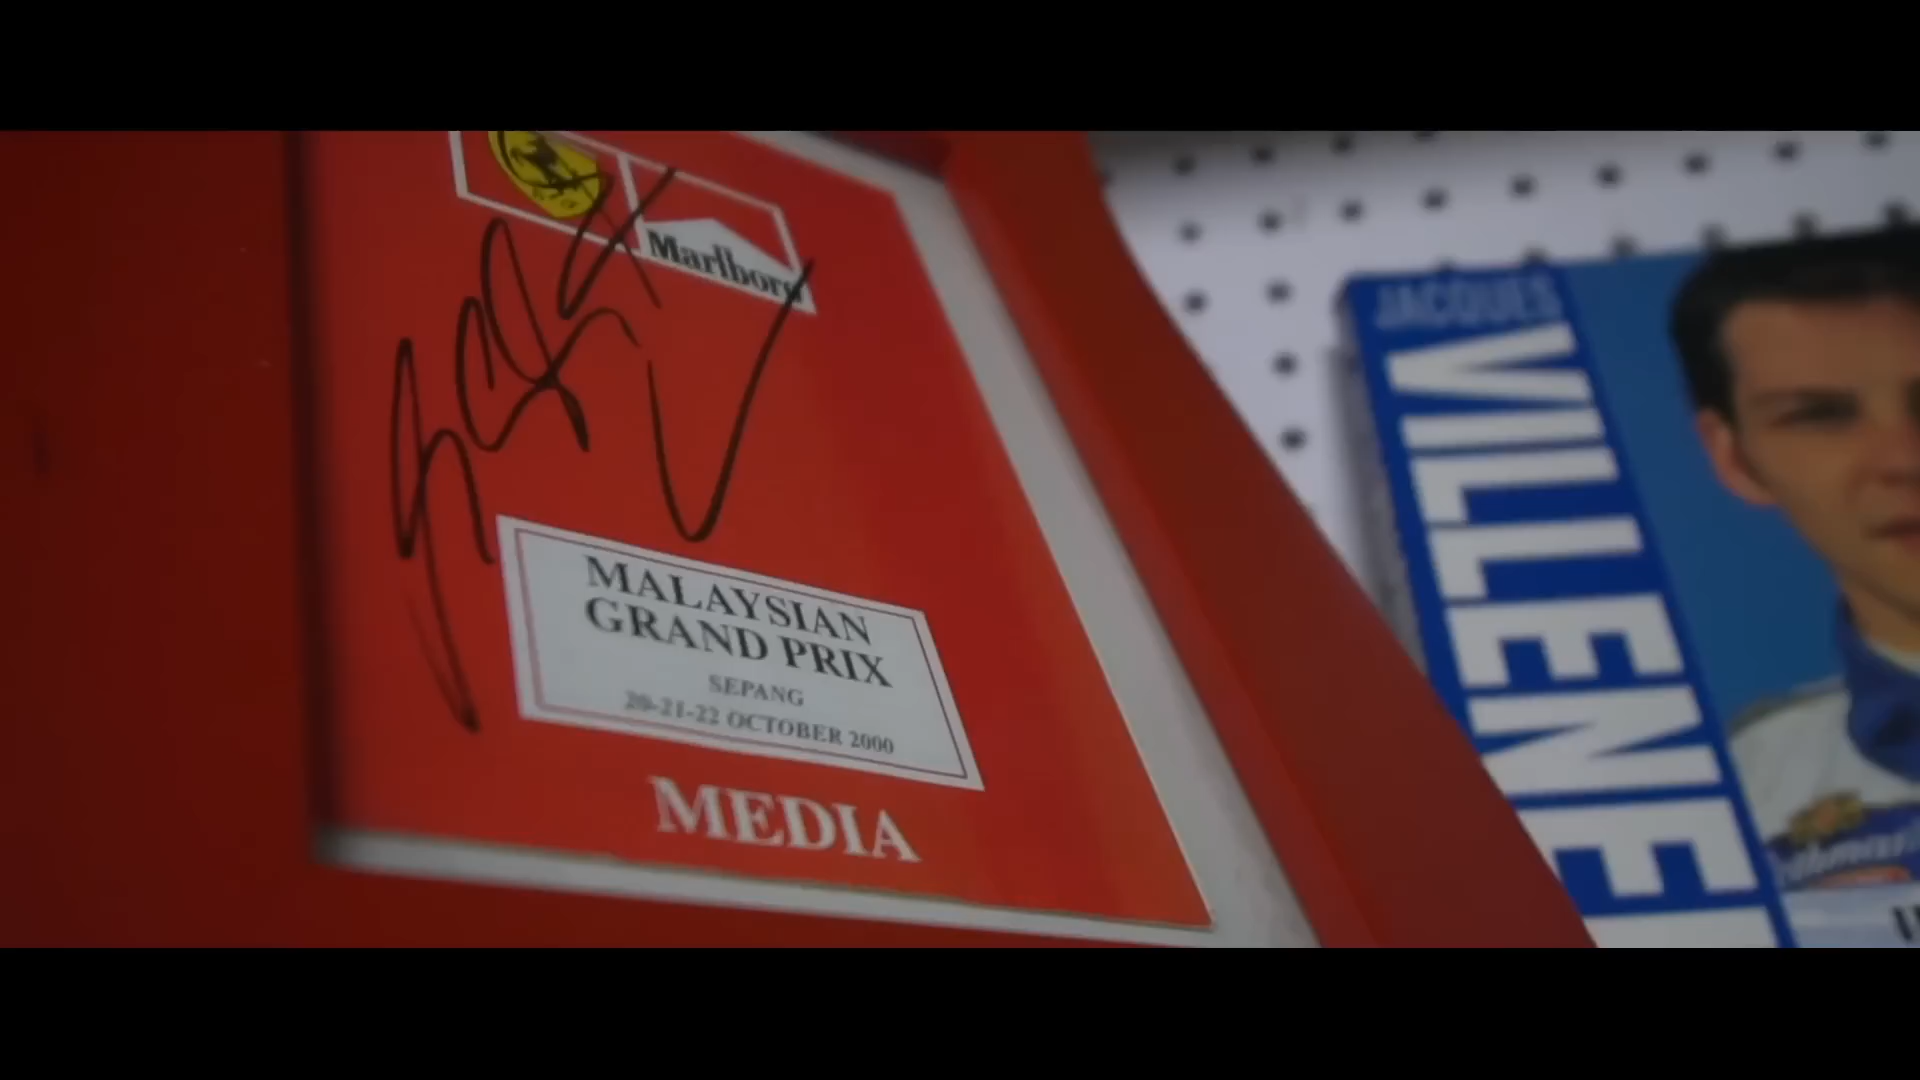 Marlboro
MALAYSIAN
GRAND PRIX
SEPANG
20-21-22 OCTOBER 2000
MEDIA
JACQUES
VILLENE